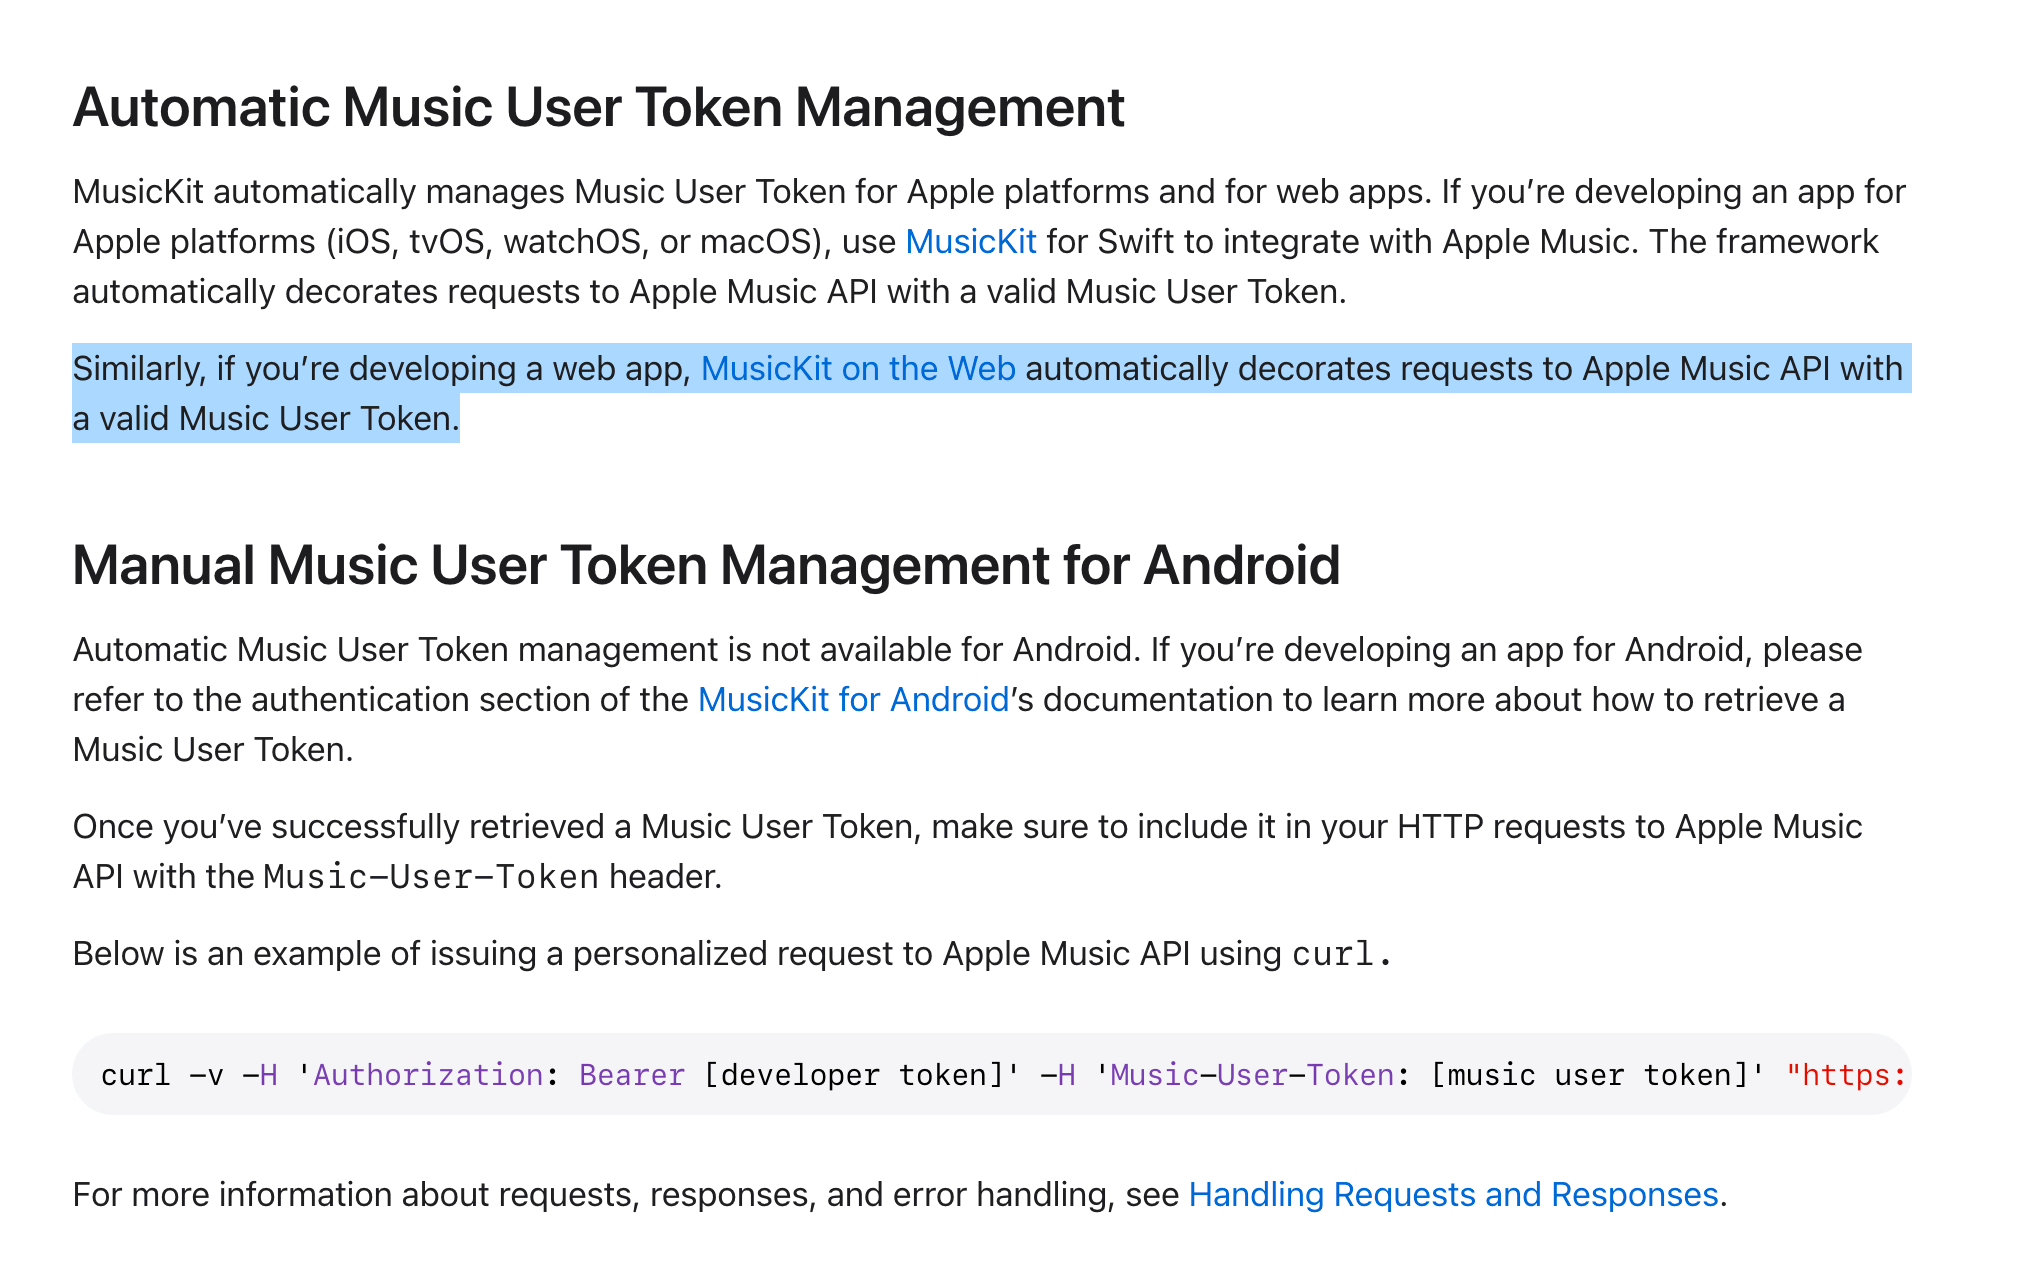 Automatic Music User Token Management
MusicKit automatically manages Music User Token for Apple platforms and for web apps. If you’re developing an app for
Apple platforms (iOS, tvOS, watchOS, or macOS), use MusicKit for Swift to integrate with Apple Music. The framework
automatically decorates requests to Apple Music API with a valid Music User Token.
Similarly, if you’re developing a web app, MusicKit on the Web automatically decorates requests to Apple Music API with
a valid Music User Token.
Manual Music User Token Management for Android
Automatic Music User Token management is not available for Android. If you’re developing an app for Android, please
refer to the authentication section of the MusicKit for Android’s documentation to learn more about how to retrieve a
Music User Token.
Once you’ve successfully retrieved a Music User Token, make sure to include it in your HTTP requests to Apple Music
API with the Music-User-Token header.
Below is an example of issuing a personalized request to Apple Music API using curl.
curl -v -H 'Authorization: Bearer [developer token]' -H 'Music-User-Token: [music user token]' "https:
For more information about requests, responses, and error handling, see Handling Requests and Responses.